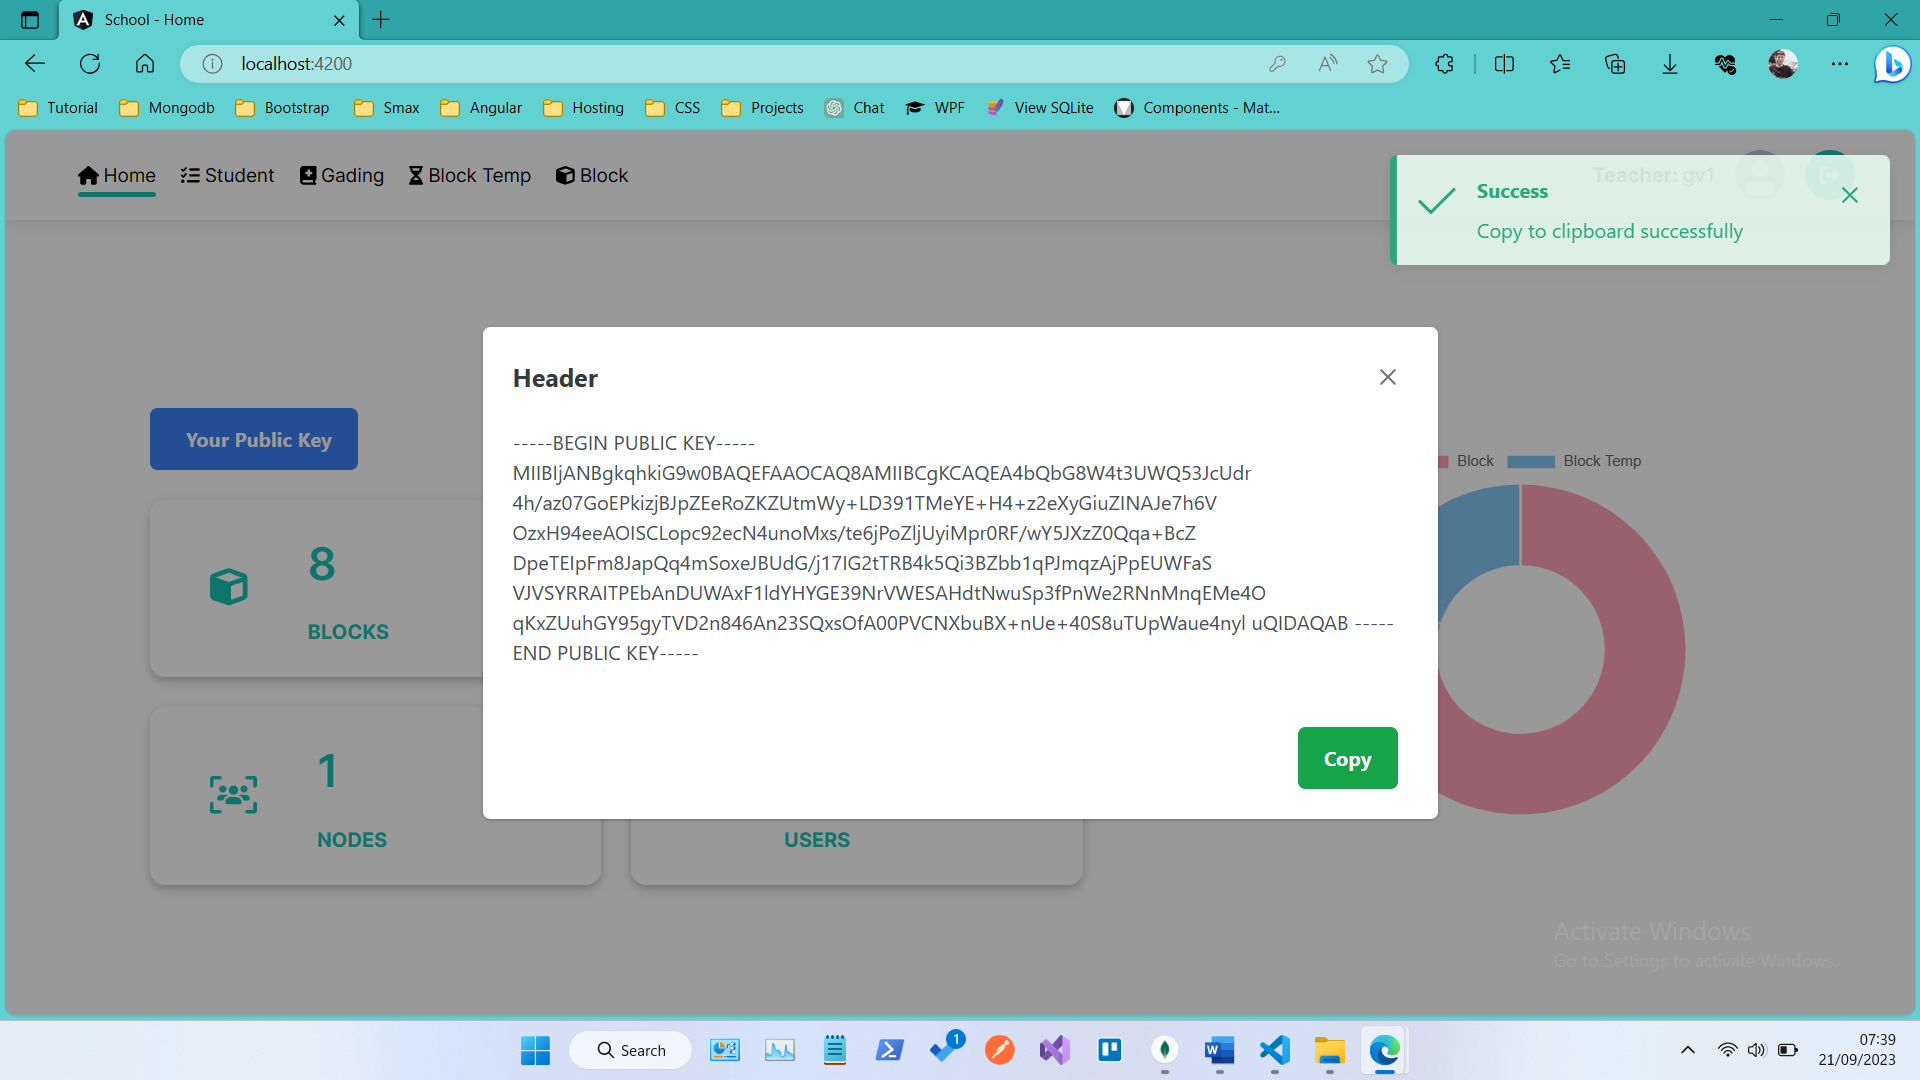 School - Home
localhost:4200
Tutorial Mongodb Bootstrap Smax Angular Hosting CSS Projects Chat WPF View SQLite Components - Mat...
Home Student Gading Block Temp Block
Teacher: gv1
Success
Copy to clipboard successfully
Header
-----BEGIN PUBLIC KEY-----
MIIBIjANBgkqhkiG9w0BAQEFAAOCAQ8AMIIBCgKCAQEA4bQbG8W4t3UWQ53JcUdr
4h/az07GoEPkizjBJpZEeRoZKZUtmWy+LD391TMeYE+H4+z2eXyGiuZINAJe7h6V
OzxH94eeAOISCLopc92ecN4unoMxs/te6jPoZljUyiMpr0RF/wY5JXzZ0Qqa+BcZ
DpeTEIpFm8JapQq4mSoxeJBUdG/j17IG2tTRB4k5Qi3BZbb1qPJmqzAjPpEUWFaS
VJVSYRRAITPEbAnDUWAxF1ldYHYGE39NrVWESAHdtNwuSp3fPnWe2RNnMnqEMe4O
qKxZUuhGY95gyTVD2n846An23SQxsOfA00PVCNXbuBX+nUe+40S8uTUpWaue4nyl uQIDAQAB -----
END PUBLIC KEY-----
Copy
Your Public Key
8
BLOCKS
1
NODES
USERS
Block Block Temp
Activate Windows
Go to Settings to activate Windows.
Search
1
07:39
21/09/2023